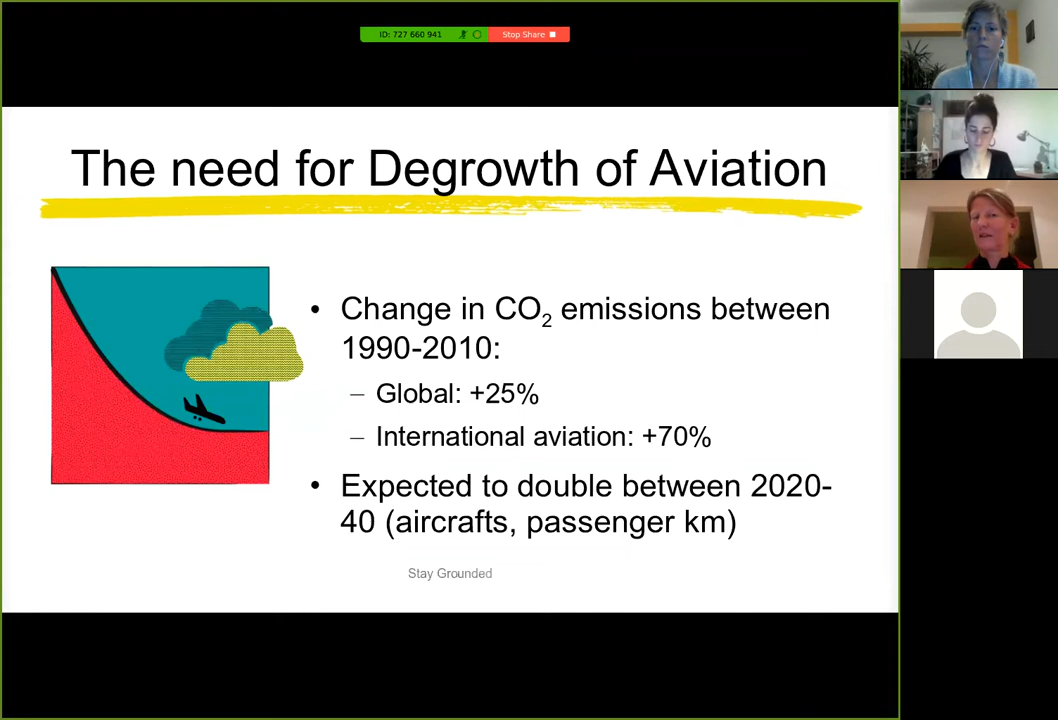 ID: 727 660 941 Stop Share
The need for Degrowth of Aviation
• Change in CO₂ emissions between
1990-2010:
– Global: +25%
– International aviation: +70%
• Expected to double between 2020-
40 (aircrafts, passenger km)
Stay Grounded